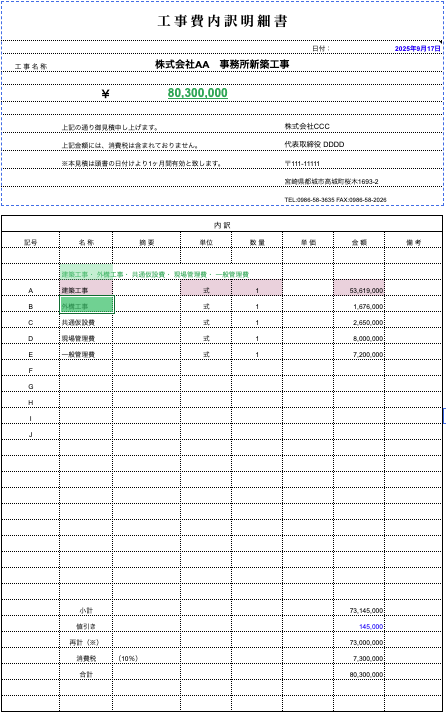 工事費内訳明細書
日付： 2025年9月17日
工事名称 株式会社AA 事務所新築工事
¥ 80,300,000
上記の通り御見積申し上げます。 株式会社CCC
上記金額には、消費税は含まれておりません。 代表取締役 DDDD
※本見積は頭書の日付けより1ヶ月間有効と致します。 〒111-11111
宮崎県都城市高城町桜木1693-2
TEL:0986-58-3635 FAX:0986-58-2026
内 訳
記号 名 称 摘 要 単位 数 量 単 価 金 額 備 考
建築工事・ 外構工事・ 共通仮設費・ 現場管理費・ 一般管理費
A 建築工事 式 1 53,619,000
B 外構工事 式 1 1,676,000
C 共通仮設費 式 1 2,650,000
D 現場管理費 式 1 8,000,000
E 一般管理費 式 1 7,200,000
F
G
H
I
J
小計 73,145,000
値引き 145,000
再計（※） 73,000,000
消費税 （10%） 7,300,000
合計 80,300,000